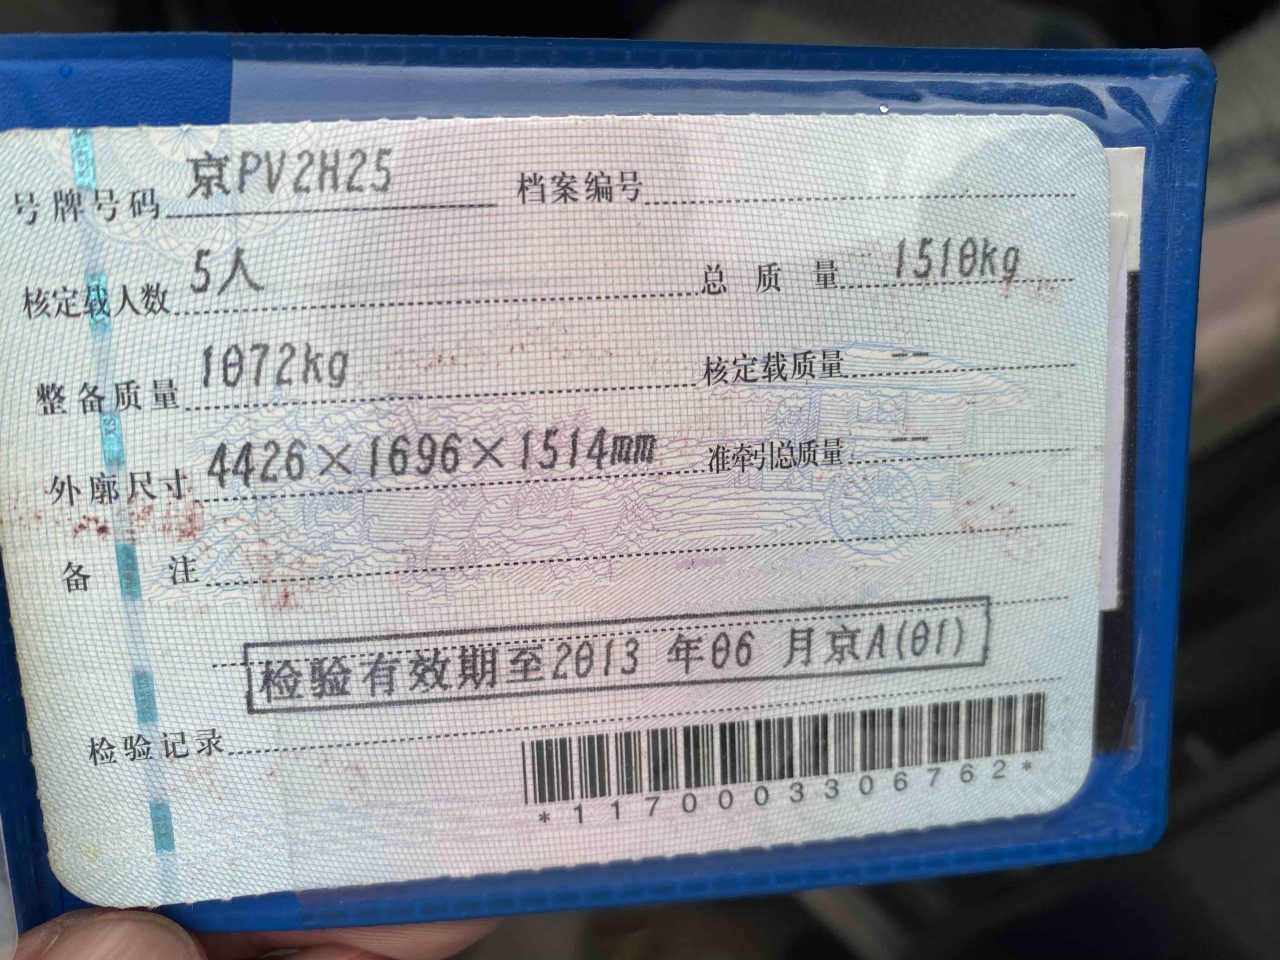 号牌号码 京PV2H25 档案编号
核定载人数 5人 总质量 1510kg
整备质量 1072kg 核定载质量 --
外廓尺寸 4426×1696×1514mm 准牵引总质量 --
备注
检验有效期至2013 年06 月京A(01)
检验记录
*1170003306762*